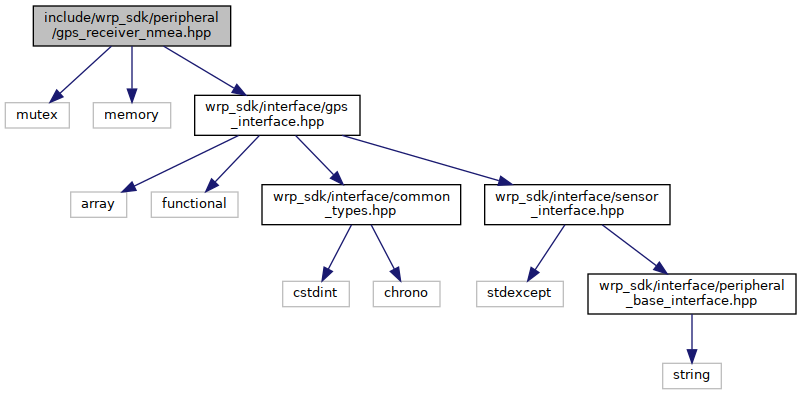 include/wrp_sdk/peripheral
/gps_receiver_nmea.hpp
mutex
memory
wrp_sdk/interface/gps
_interface.hpp
array
functional
wrp_sdk/interface/common
_types.hpp
wrp_sdk/interface/sensor
_interface.hpp
cstdint
chrono
stdexcept
wrp_sdk/interface/peripheral
_base_interface.hpp
string